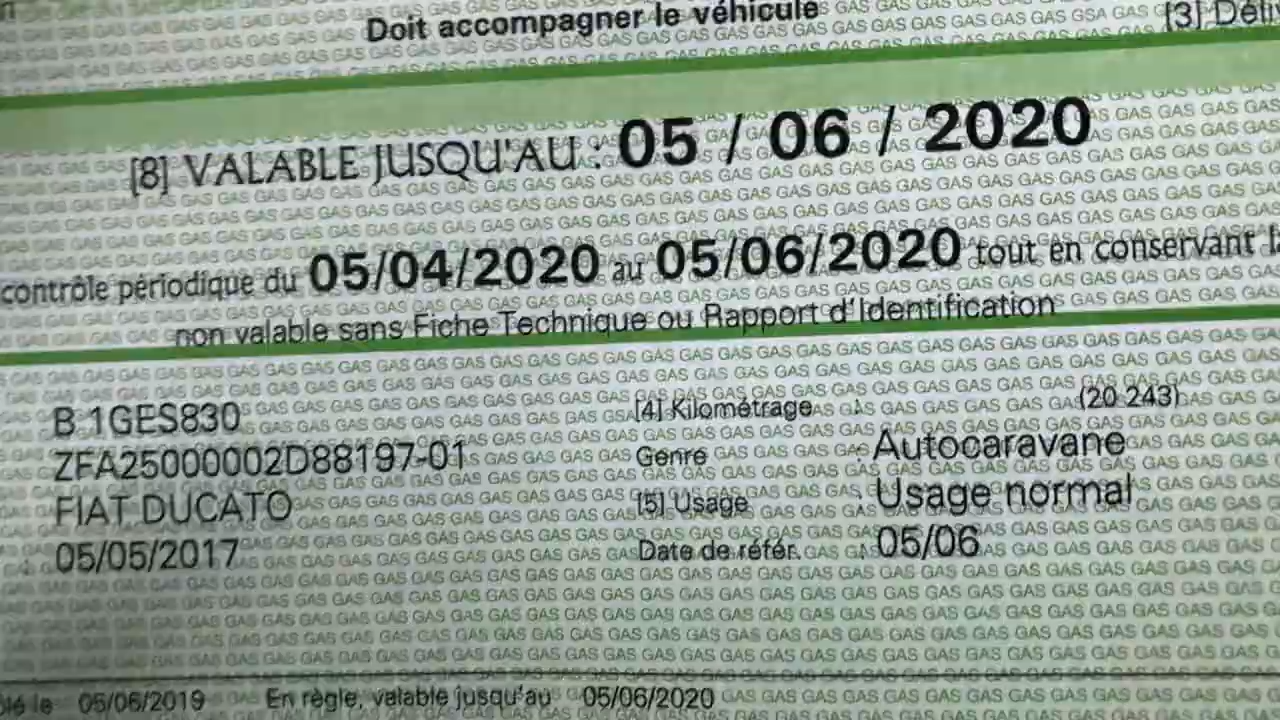 Doit accompagner le véhicule
[3] Déli
[8] VALABLE JUSQU'AU : 05 / 06 / 2020
contrôle périodique du 05/04/2020 au 05/06/2020 tout en conservant
non valable sans Fiche Technique ou Rapport d'Identification
B 1GES830 [4] Kilométrage : (20 243)
ZFA25000002D88197-01 Genre : Autocaravane
FIAT DUCATO [5] Usage : Usage normal
05/05/2017 Date de référ. : 05/06
le 05/06/2019 En règle, valable jusqu'au 05/06/2020